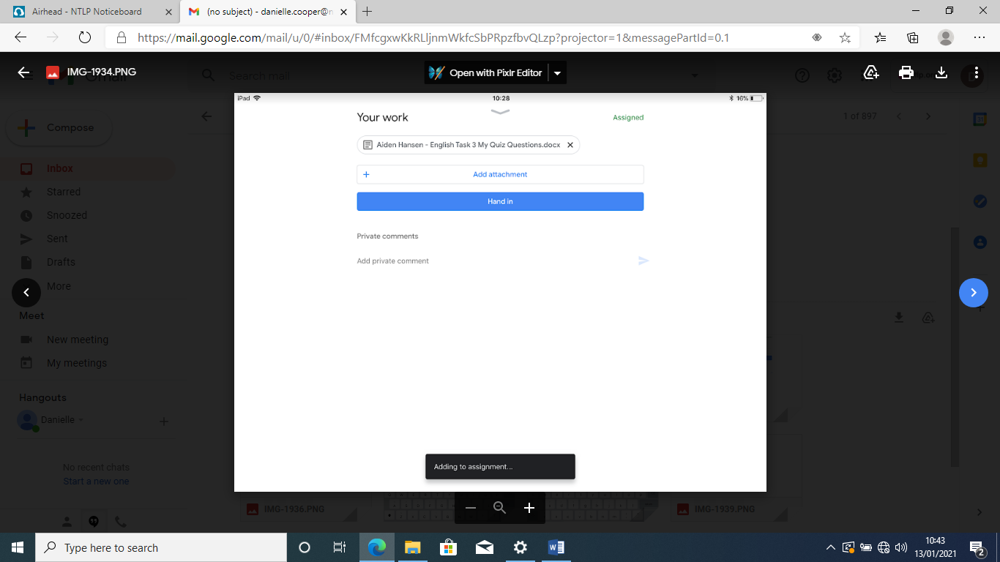 Airhead - NTLP Noticeboard
(no subject) - danielle.cooper@n
https://mail.google.com/mail/u/0/#inbox/FMfcgxwKkRLljnmWkfcSbPRpzfbvQLzp?projector=1&messagePartId=0.1
IMG-1934.PNG
Gmail
Search mail
Open with Pixlr Editor
iPad
10:28
16%
Your work
Assigned
1 of 897
Compose
Aiden Hansen - English Task 3 My Quiz Questions.docx
Inbox
Add attachment
Starred
Hand in
Snoozed
Sent
Private comments
Drafts
Add private comment
More
Meet
New meeting
My meetings
Hangouts
Danielle
No recent chats
Start a new one
Adding to assignment...
IMG-1936.PNG
IMG-1939.PNG
Type here to search
10:43
13/01/2021
2